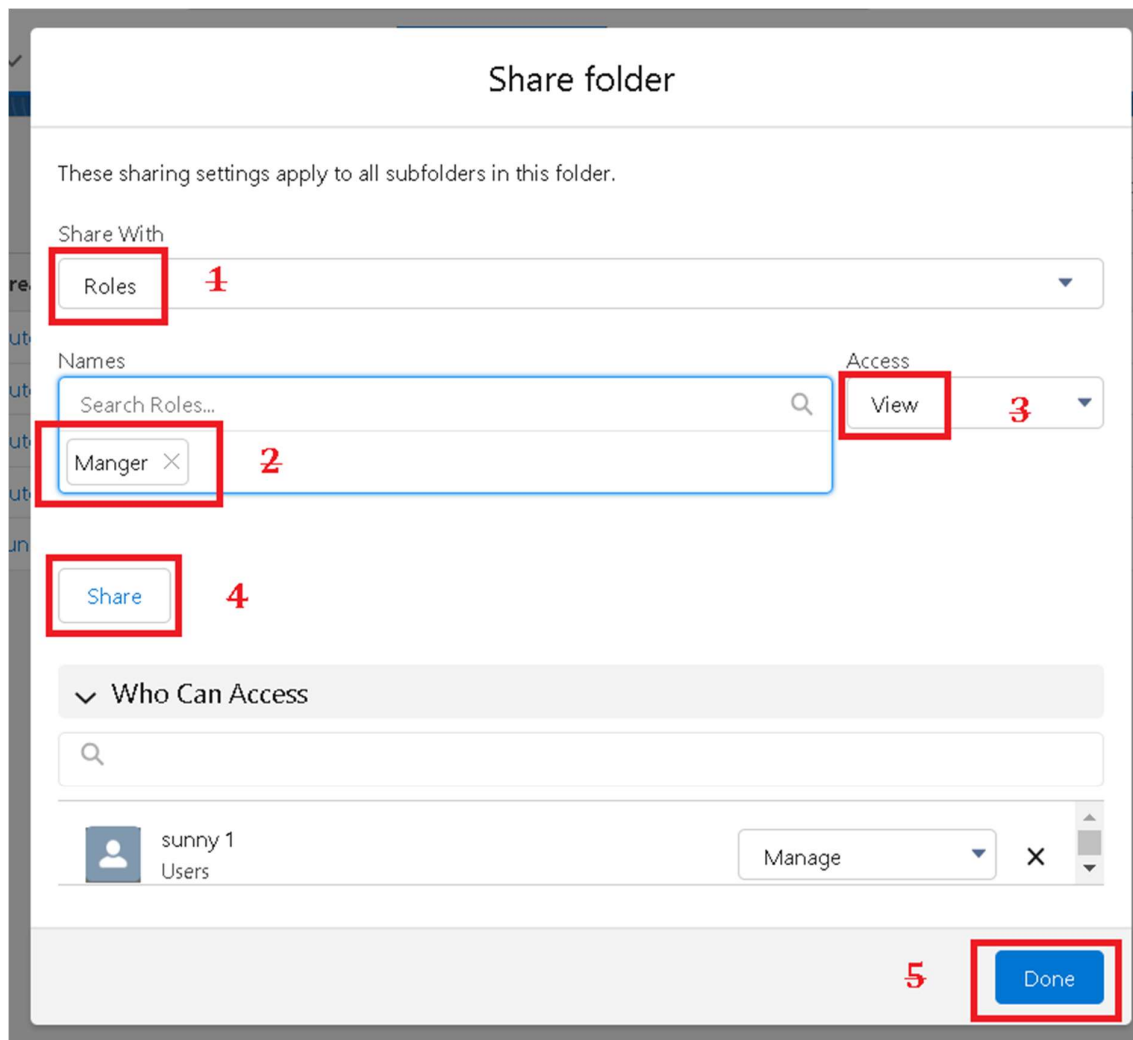 Share folder
These sharing settings apply to all subfolders in this folder.
Share With
Roles 1
Names Access
Search Roles... View 3
Manger 2
Share 4
Who Can Access
sunny 1
Users
Manage
5 Done